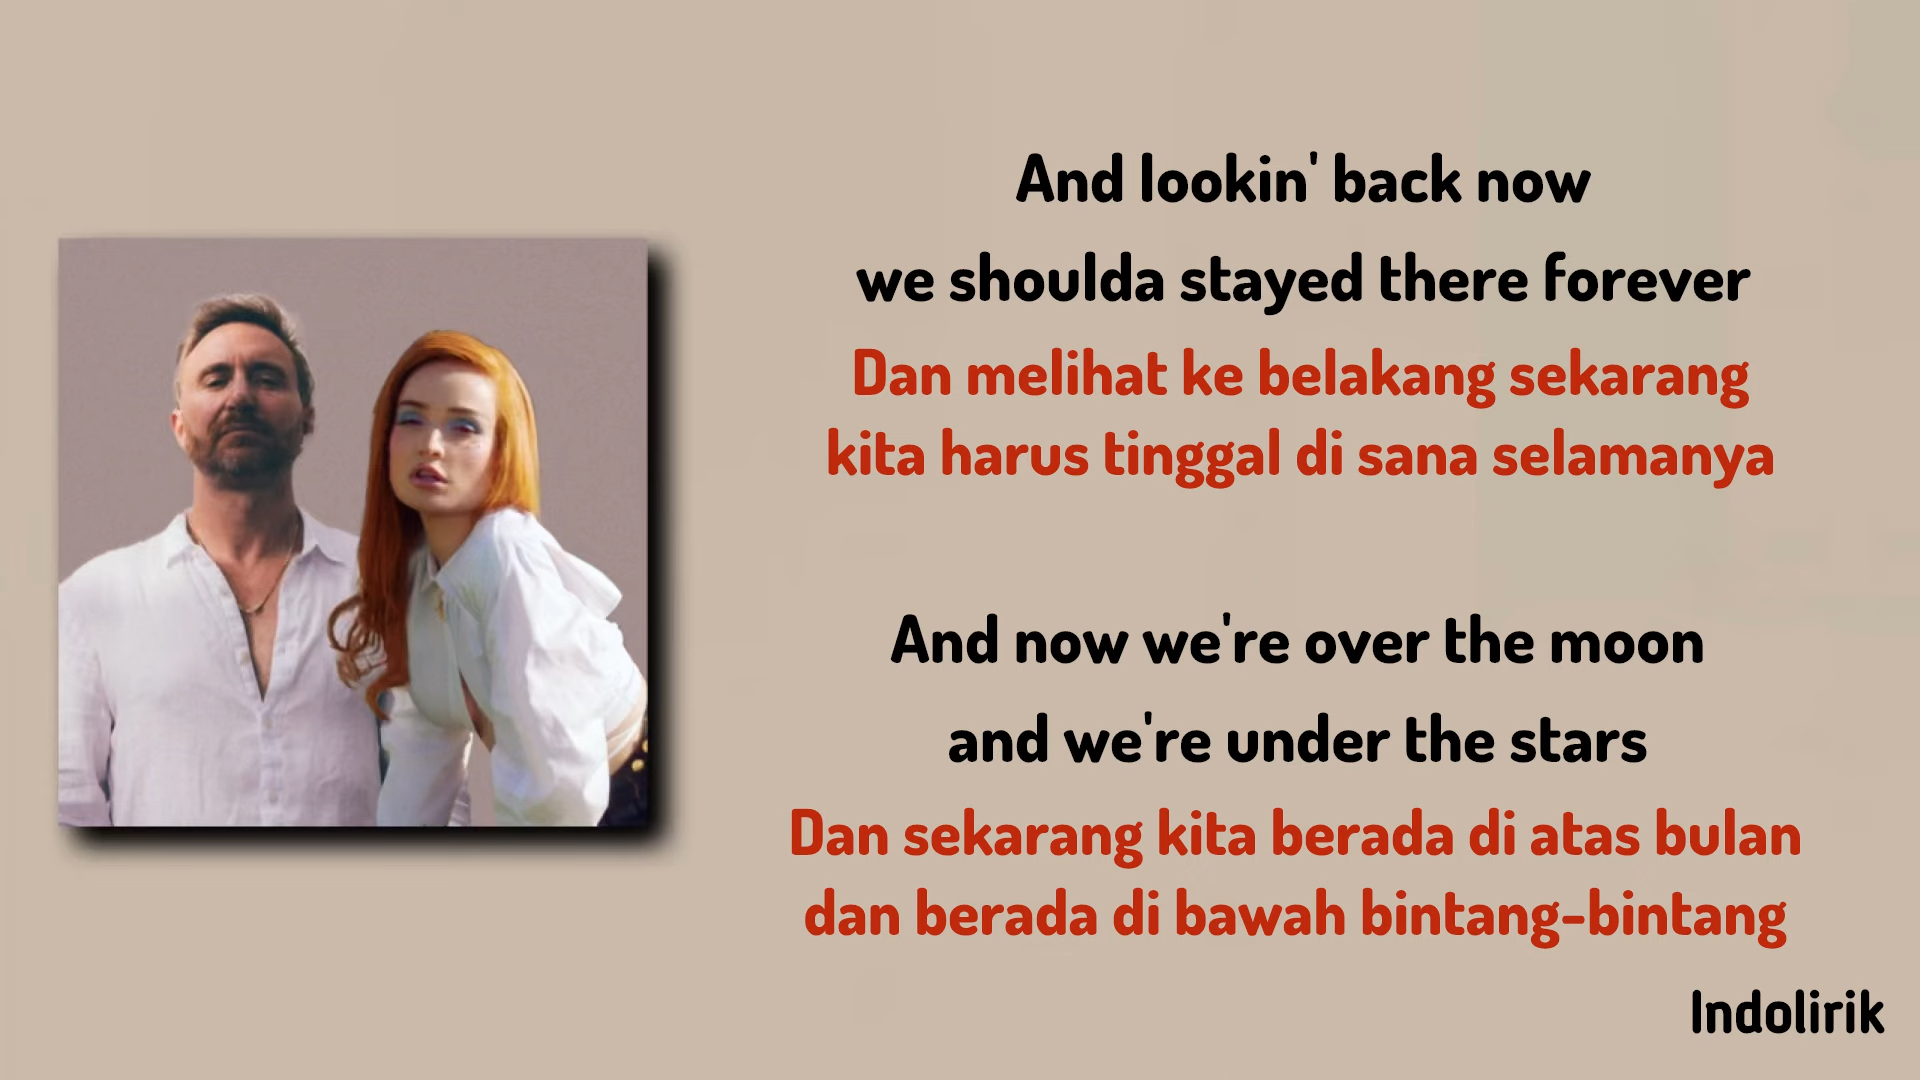 And lookin' back now
we shoulda stayed there forever
Dan melihat ke belakang sekarang
kita harus tinggal di sana selamanya
And now we're over the moon
and we're under the stars
Dan sekarang kita berada di atas bulan
dan berada di bawah bintang-bintang
Indolirik